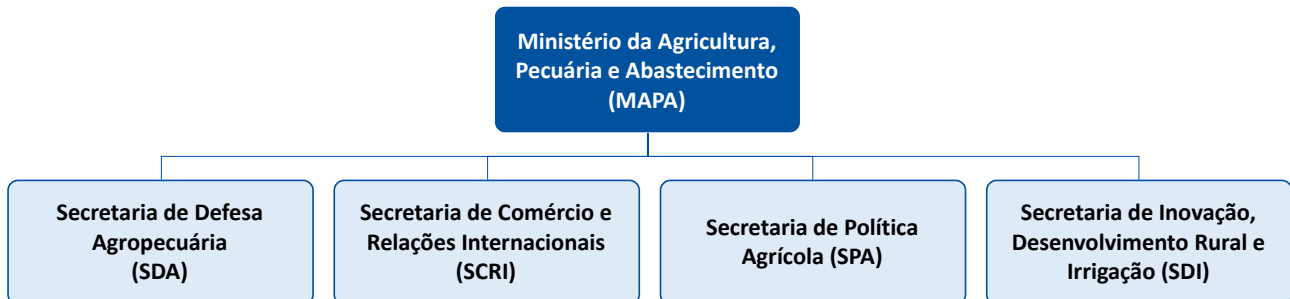 Ministério da Agricultura,
Pecuária e Abastecimento
(MAPA)
Secretaria de Defesa
Agropecuária
(SDA)
Secretaria de Comércio e
Relações Internacionais
(SCRI)
Secretaria de Política
Agrícola (SPA)
Secretaria de Inovação,
Desenvolvimento Rural e
Irrigação (SDI)